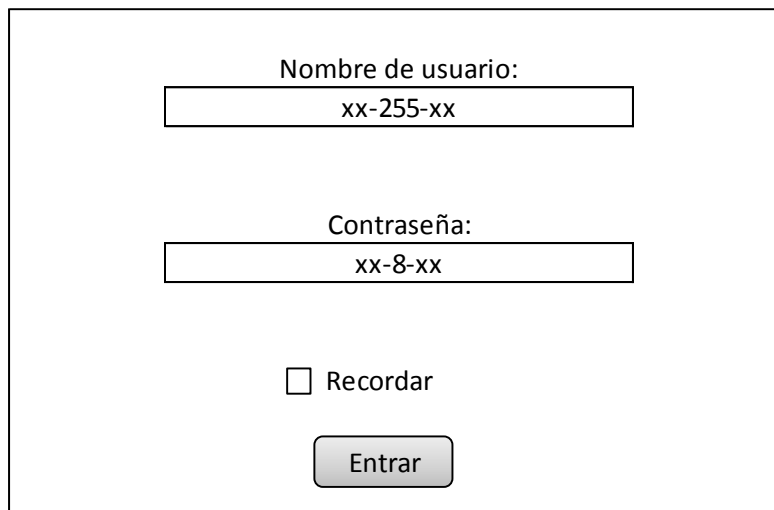 Nombre de usuario:
xx-255-xx
Contraseña:
xx-8-xx
Recordar
Entrar